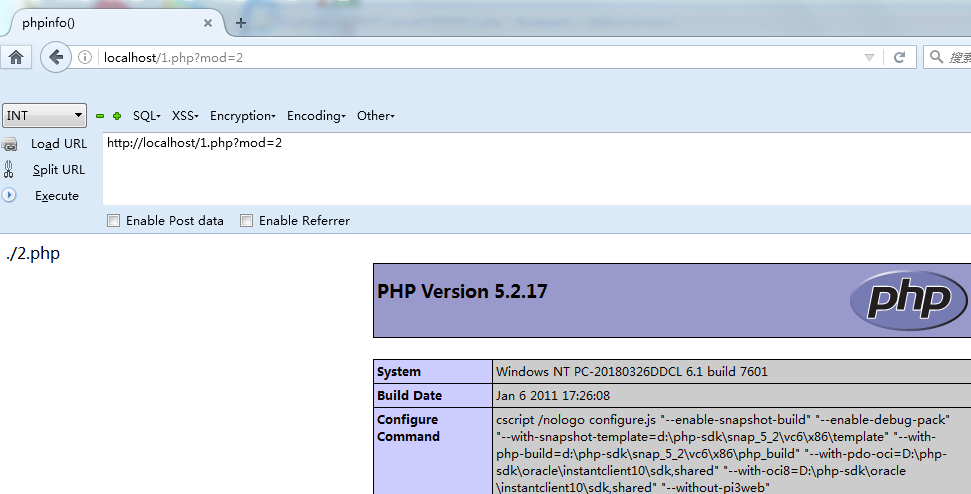 phpinfo()
localhost/1.php?mod=2
搜索
INT
SQL
XSS
Encryption
Encoding
Other
Load URL
http://localhost/1.php?mod=2
Split URL
Execute
Enable Post data
Enable Referrer
./2.php
PHP Version 5.2.17
php
System
Windows NT PC-20180326DDCL 6.1 build 7601
Build Date
Jan 6 2011 17:26:08
Configure
Command
cscript /nologo configure.js "--enable-snapshot-build" "--enable-debug-pack"
"--with-snapshot-template=d:\php-sdk\snap_5_2\vc6\x86\template" "--with-
php-build=d:\php-sdk\snap_5_2\vc6\x86\php_build" "--with-pdo-oci=D:\php-
sdk\oracle\instantclient10\sdk,shared" "--with-oci8=D:\php-sdk\oracle
\instantclient10\sdk,shared" "--without-pi3web"